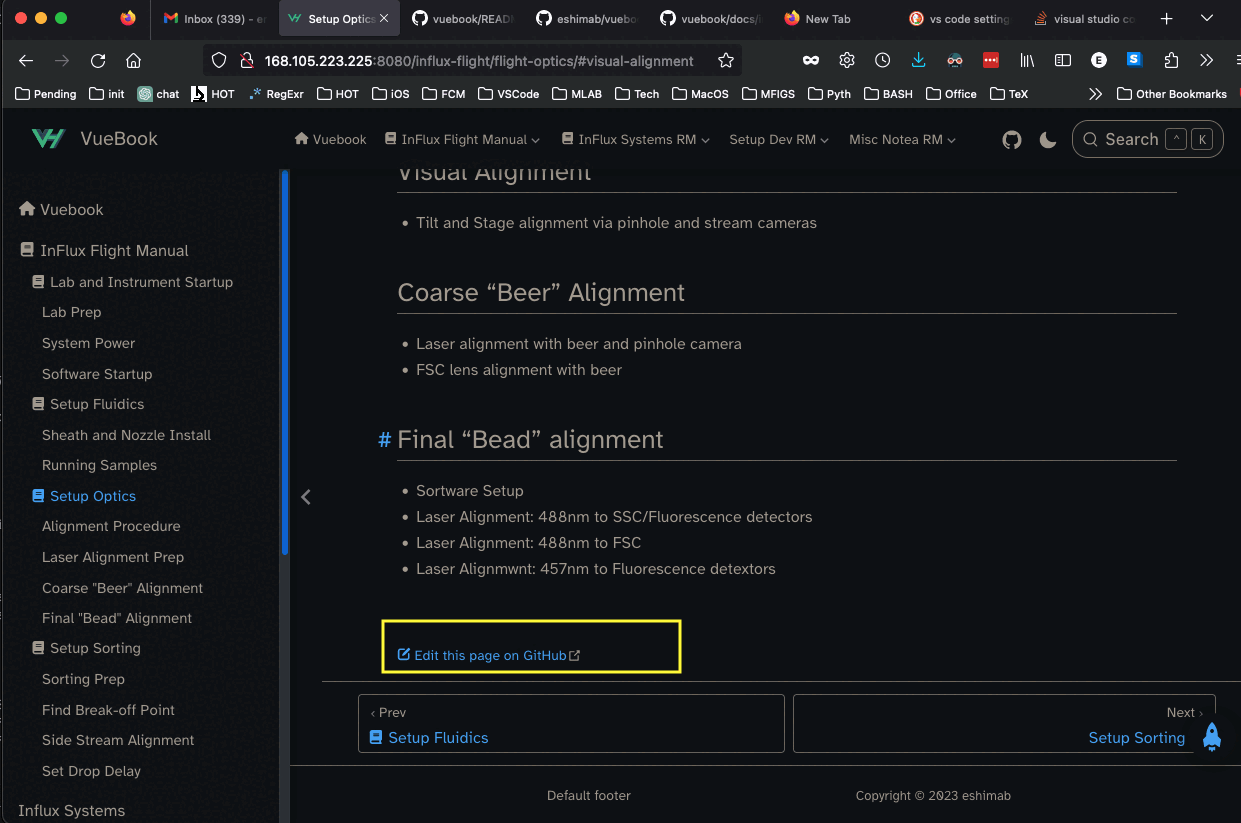 Inbox (339) - e
Setup Optics
vuebook/READ
eshimab/vuebo
vuebook/docs/
New Tab
vs code setting
visual studio co
168.105.223.225:8080/influx-flight/flight-optics/#visual-alignment
Pending
init
chat
HOT
RegExr
HOT
iOS
FCM
VSCode
MLAB
Tech
MacOS
MFIGS
Pyth
BASH
Office
TeX
Other Bookmarks
VueBook
Vuebook
InFlux Flight Manual
InFlux Systems RM
Setup Dev RM
Misc Notea RM
Search ^ K
Vuebook
InFlux Flight Manual
Lab and Instrument Startup
Lab Prep
System Power
Software Startup
Setup Fluidics
Sheath and Nozzle Install
Running Samples
Setup Optics
Alignment Procedure
Laser Alignment Prep
Coarse "Beer" Alignment
Final "Bead" Alignment
Setup Sorting
Sorting Prep
Find Break-off Point
Side Stream Alignment
Set Drop Delay
Influx Systems
Visual Alignment
• Tilt and Stage alignment via pinhole and stream cameras
Coarse “Beer” Alignment
• Laser alignment with beer and pinhole camera
• FSC lens alignment with beer
# Final “Bead” alignment
• Sortware Setup
• Laser Alignment: 488nm to SSC/Fluorescence detectors
• Laser Alignment: 488nm to FSC
• Laser Alignmwnt: 457nm to Fluorescence detextors
Edit this page on GitHub
‹ Prev
Setup Fluidics
Next ›
Setup Sorting
Default footer
Copyright © 2023 eshimab